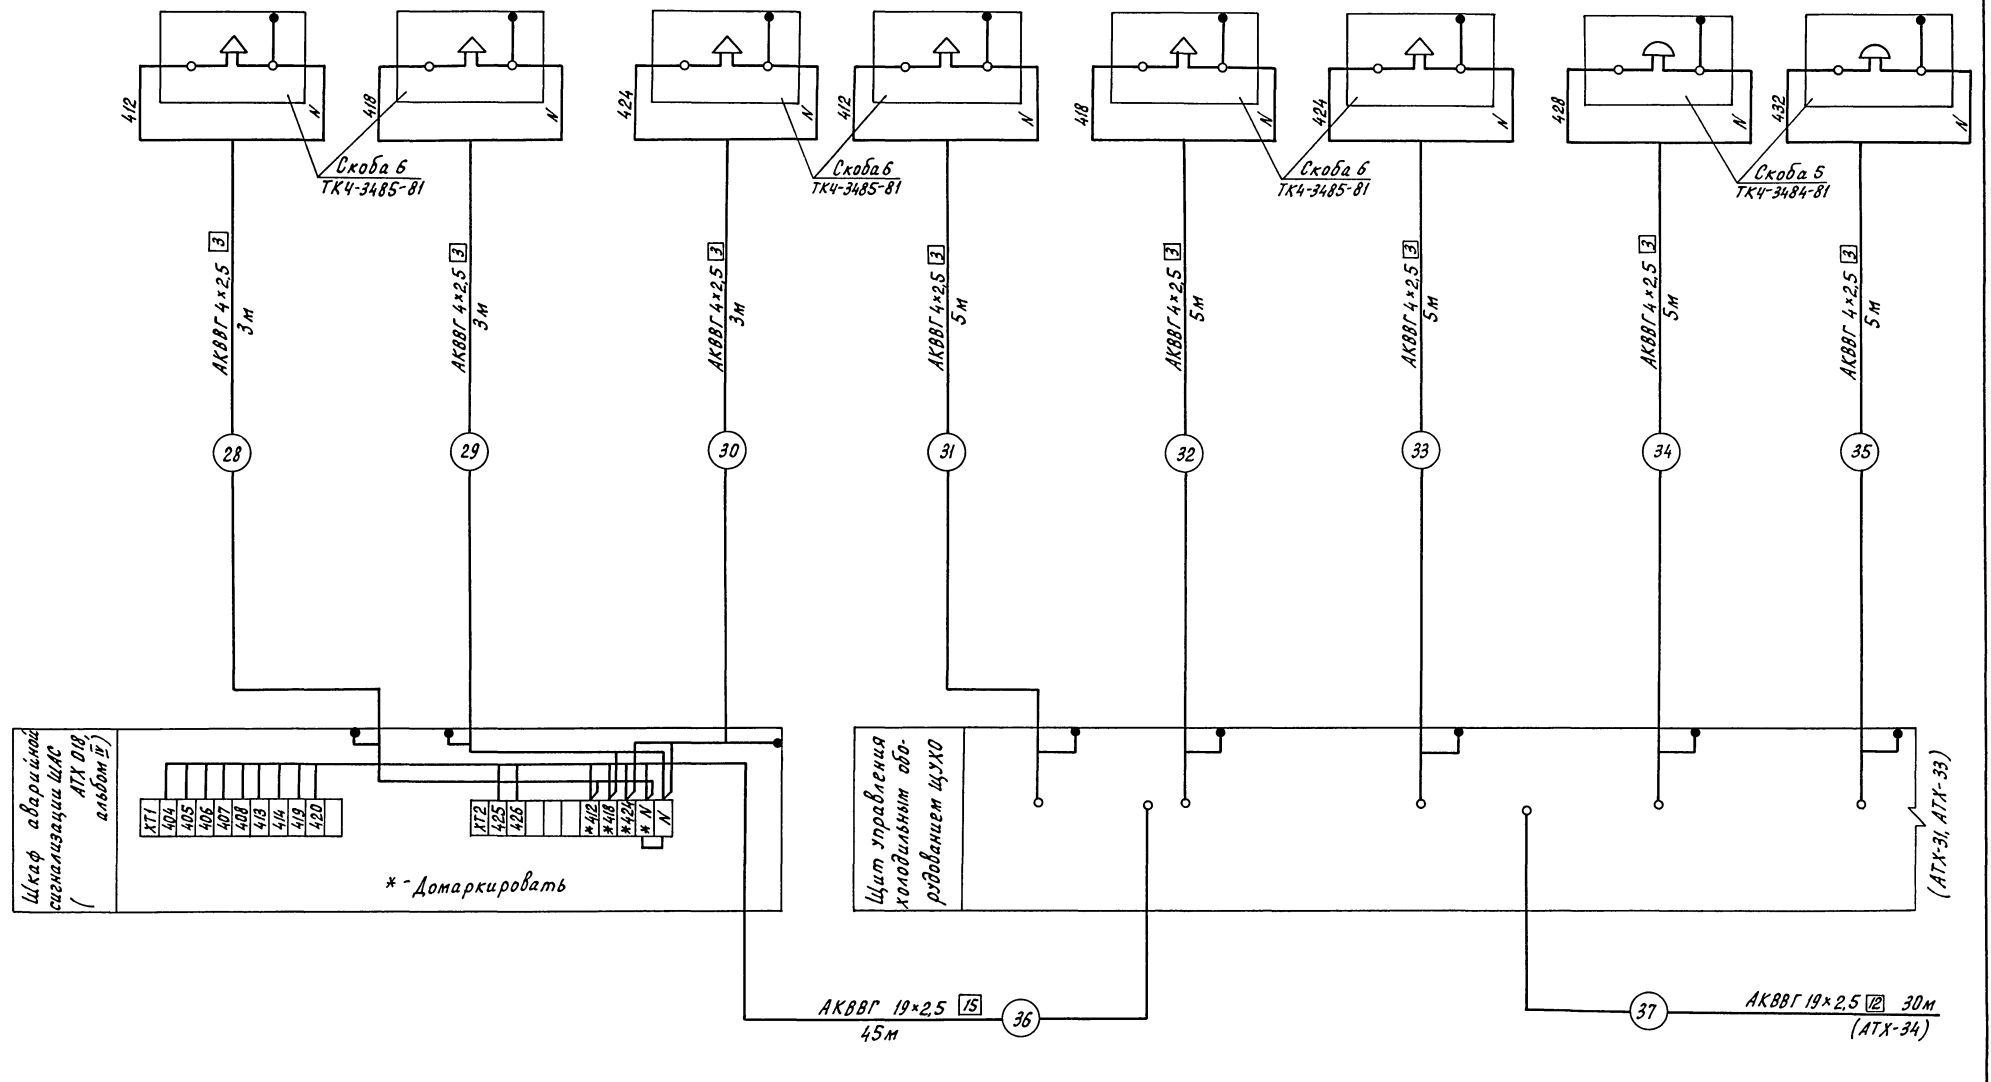 412 N
418 N
424 N
412 N
418 N
424 N
428 N
432 N
Скоба 6
ТК4-3485-81
Скоба 6
ТК4-3485-81
Скоба 6
ТК4-3485-81
Скоба 5
ТК4-3484-81
АКВВГ 4×2,5 3
3м
АКВВГ 4×2,5 3
3м
АКВВГ 4×2,5 3
3м
АКВВГ 4×2,5 3
5м
АКВВГ 4×2,5 3
5м
АКВВГ 4×2,5 3
5м
АКВВГ 4×2,5 3
5м
АКВВГ 4×2,5 3
5м
28 29 30 31 32 33 34 35
Шкаф аварийной
сигнализации ШАС
( АТХ 018,
альбом IV)
ХТ1 404 405 406 407 408 413 414 419 420
ХТ2 425 426 *412 *418 *424 *N N
* - Домаркировать
Щит управления
холодильным обо-
рудованием ЩУХО
(АТХ-31, АТХ-33)
АКВВГ 19×2,5 15
45м
36
37
АКВВГ 19×2,5 12 30м
(АТХ-34)